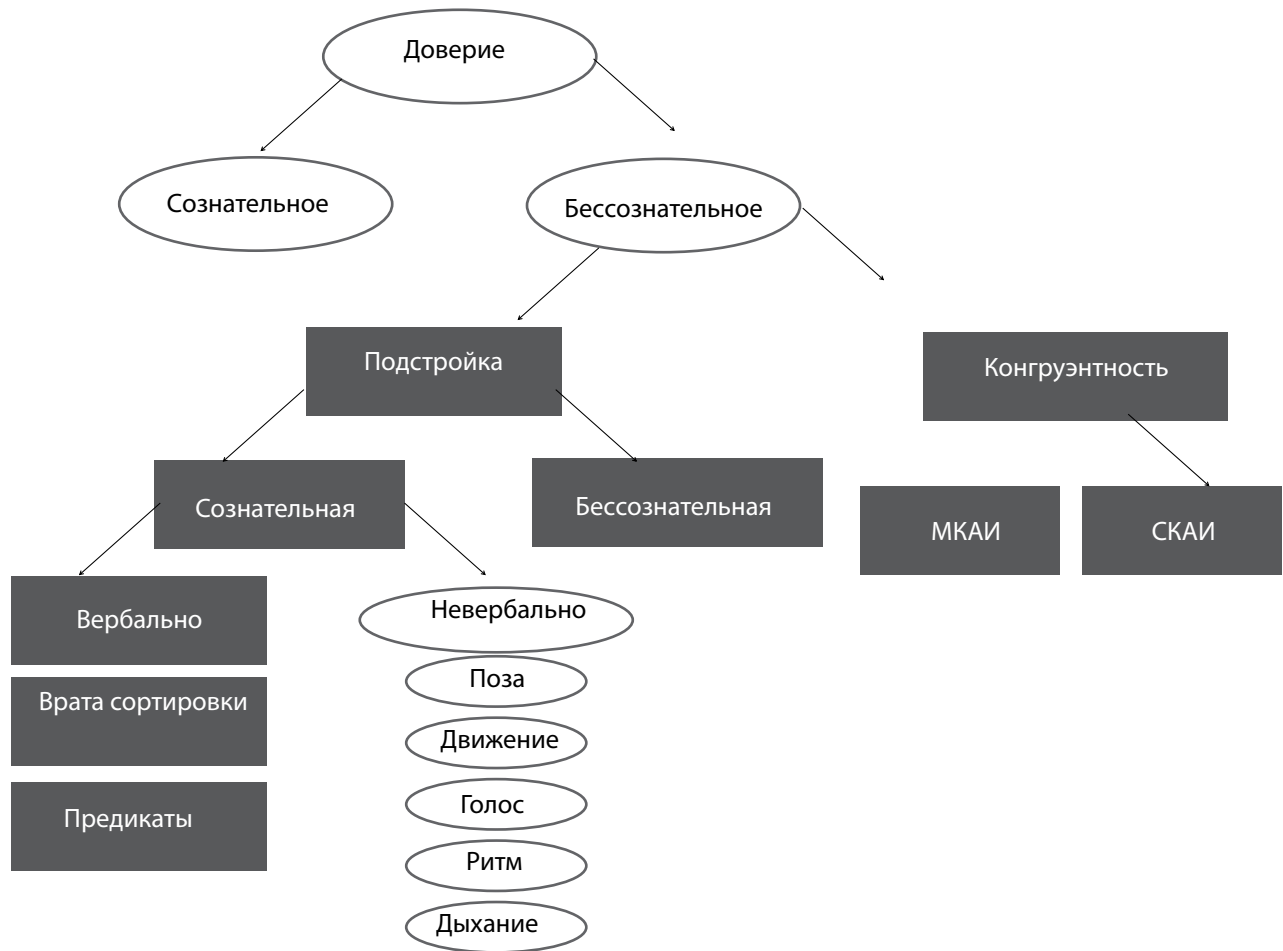 Доверие
Сознательное
Бессознательное
Подстройка
Конгруэнтность
Сознательная
Бессознательная
МКАИ
СКАИ
Вербально
Невербально
Врата сортировки
Поза
Движение
Предикаты
Голос
Ритм
Дыхание